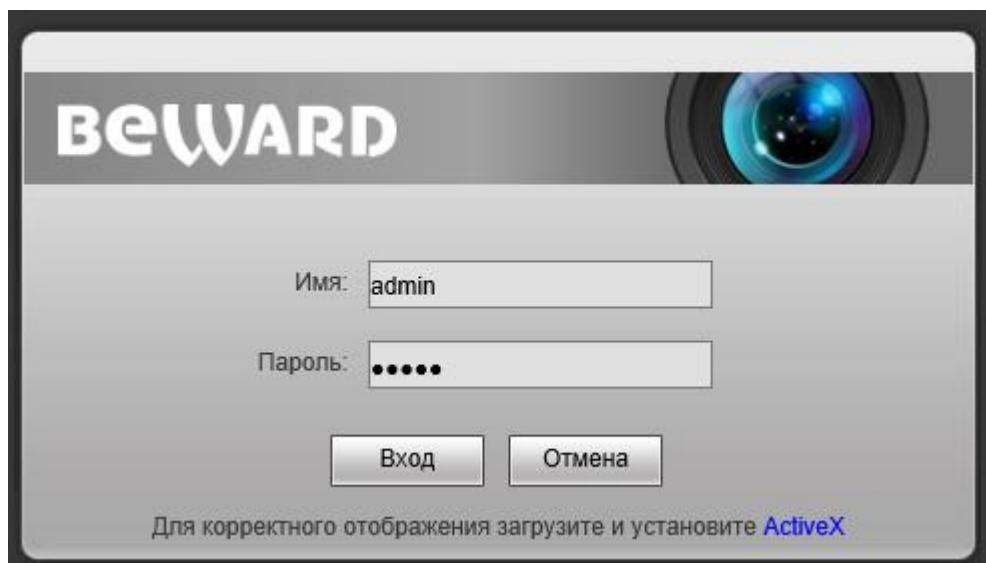 BEWARD
Имя: admin
Пароль: •••••
Вход Отмена
Для корректного отображения загрузите и установите ActiveX